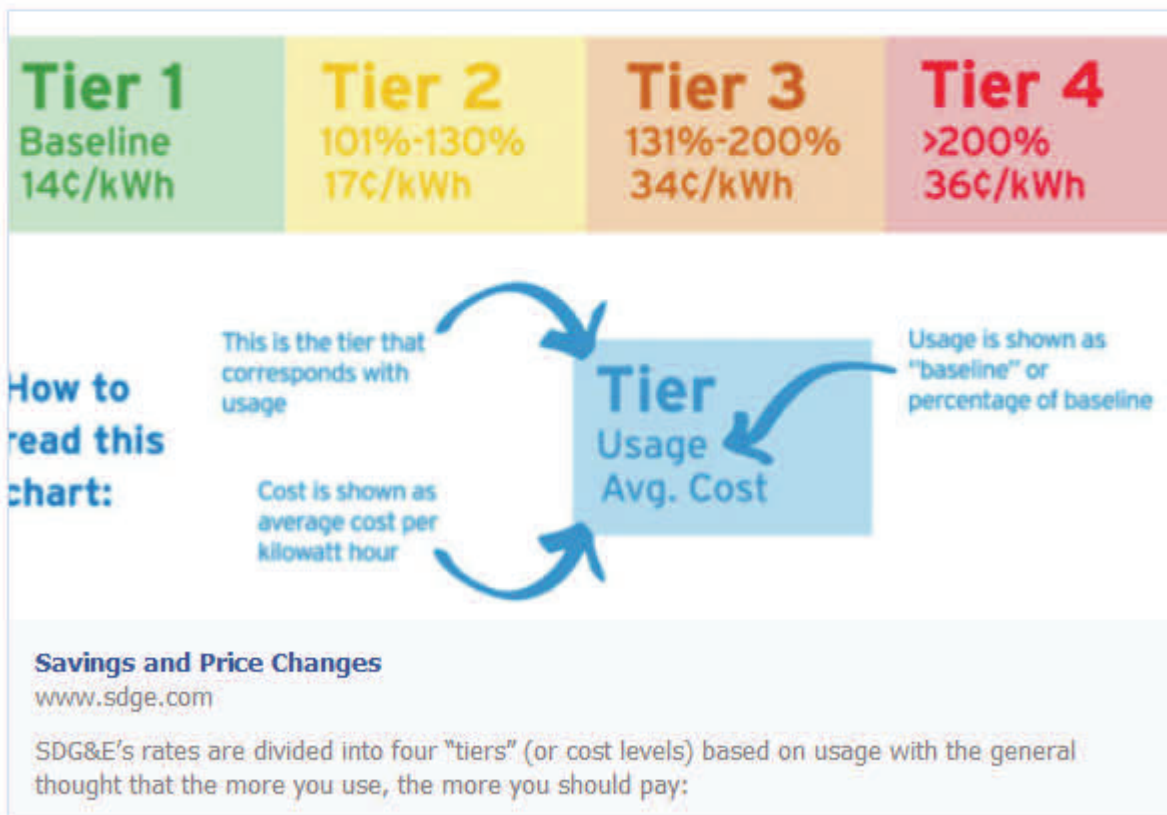 Tier 1
Baseline
14¢/kWh
Tier 2
101%-130%
17¢/kWh
Tier 3
131%-200%
34¢/kWh
Tier 4
>200%
36¢/kWh
How to
read this
chart:
This is the tier that
corresponds with
usage
Cost is shown as
average cost per
kilowatt hour
Tier
Usage
Avg. Cost
Usage is shown as
"baseline" or
percentage of baseline
Savings and Price Changes
www.sdge.com
SDG&E's rates are divided into four "tiers" (or cost levels) based on usage with the general
thought that the more you use, the more you should pay: